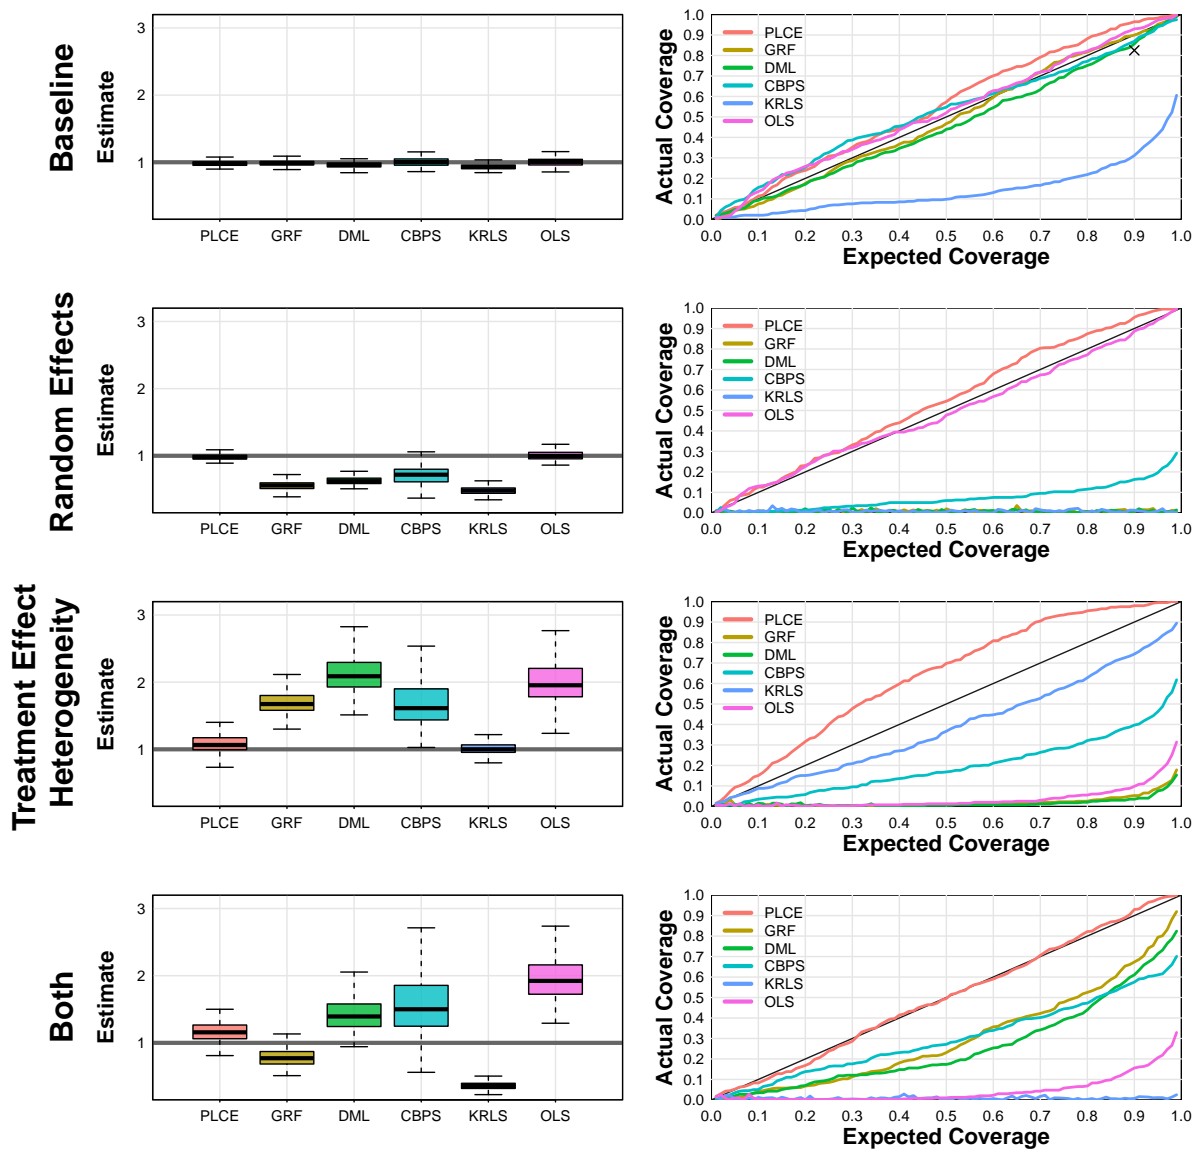 Baseline
Estimate
3
2
1
PLCE GRF DML CBPS KRLS OLS
Actual Coverage
1.0
0.9
0.8
0.7
0.6
0.5
0.4
0.3
0.2
0.1
0.0
PLCE
GRF
DML
CBPS
KRLS
OLS
×
0.0 0.1 0.2 0.3 0.4 0.5 0.6 0.7 0.8 0.9 1.0
Expected Coverage
Random Effects
Estimate
3
2
1
PLCE GRF DML CBPS KRLS OLS
Actual Coverage
1.0
0.9
0.8
0.7
0.6
0.5
0.4
0.3
0.2
0.1
0.0
PLCE
GRF
DML
CBPS
KRLS
OLS
0.0 0.1 0.2 0.3 0.4 0.5 0.6 0.7 0.8 0.9 1.0
Expected Coverage
Treatment Effect
Heterogeneity
Estimate
3
2
1
PLCE GRF DML CBPS KRLS OLS
Actual Coverage
1.0
0.9
0.8
0.7
0.6
0.5
0.4
0.3
0.2
0.1
0.0
PLCE
GRF
DML
CBPS
KRLS
OLS
0.0 0.1 0.2 0.3 0.4 0.5 0.6 0.7 0.8 0.9 1.0
Expected Coverage
Both
Estimate
3
2
1
PLCE GRF DML CBPS KRLS OLS
Actual Coverage
1.0
0.9
0.8
0.7
0.6
0.5
0.4
0.3
0.2
0.1
0.0
PLCE
GRF
DML
CBPS
KRLS
OLS
0.0 0.1 0.2 0.3 0.4 0.5 0.6 0.7 0.8 0.9 1.0
Expected Coverage